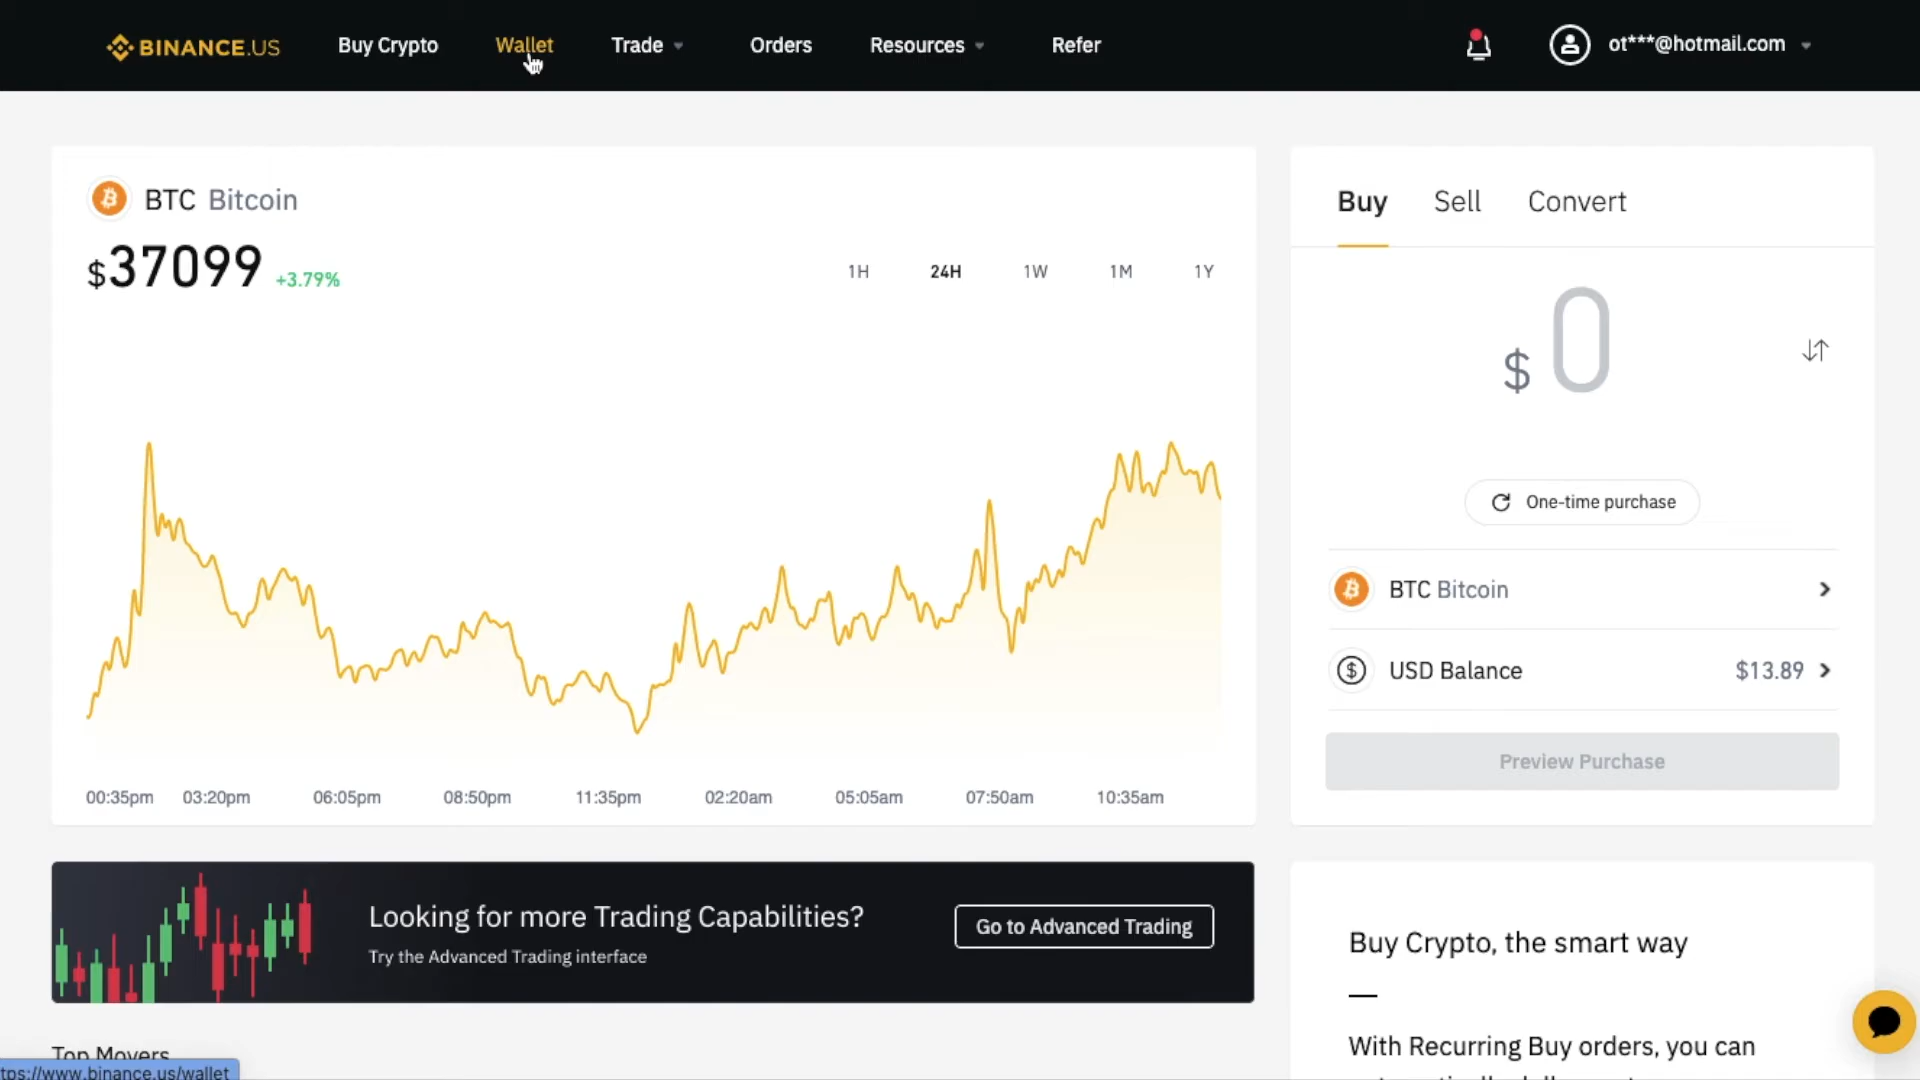 BINANCE.US Buy Crypto Wallet Trade Orders Resources Refer ot***@hotmail.com
BTC Bitcoin
$37099 +3.79%
1H 24H 1W 1M 1Y
00:35pm 03:20pm 06:05pm 08:50pm 11:35pm 02:20am 05:05am 07:50am 10:35am
Buy Sell Convert
$ 0
One-time purchase
BTC Bitcoin
USD Balance $13.89
Preview Purchase
Looking for more Trading Capabilities?
Try the Advanced Trading interface
Go to Advanced Trading
Buy Crypto, the smart way
With Recurring Buy orders, you can
Top Movers
tps://www.binance.us/wallet